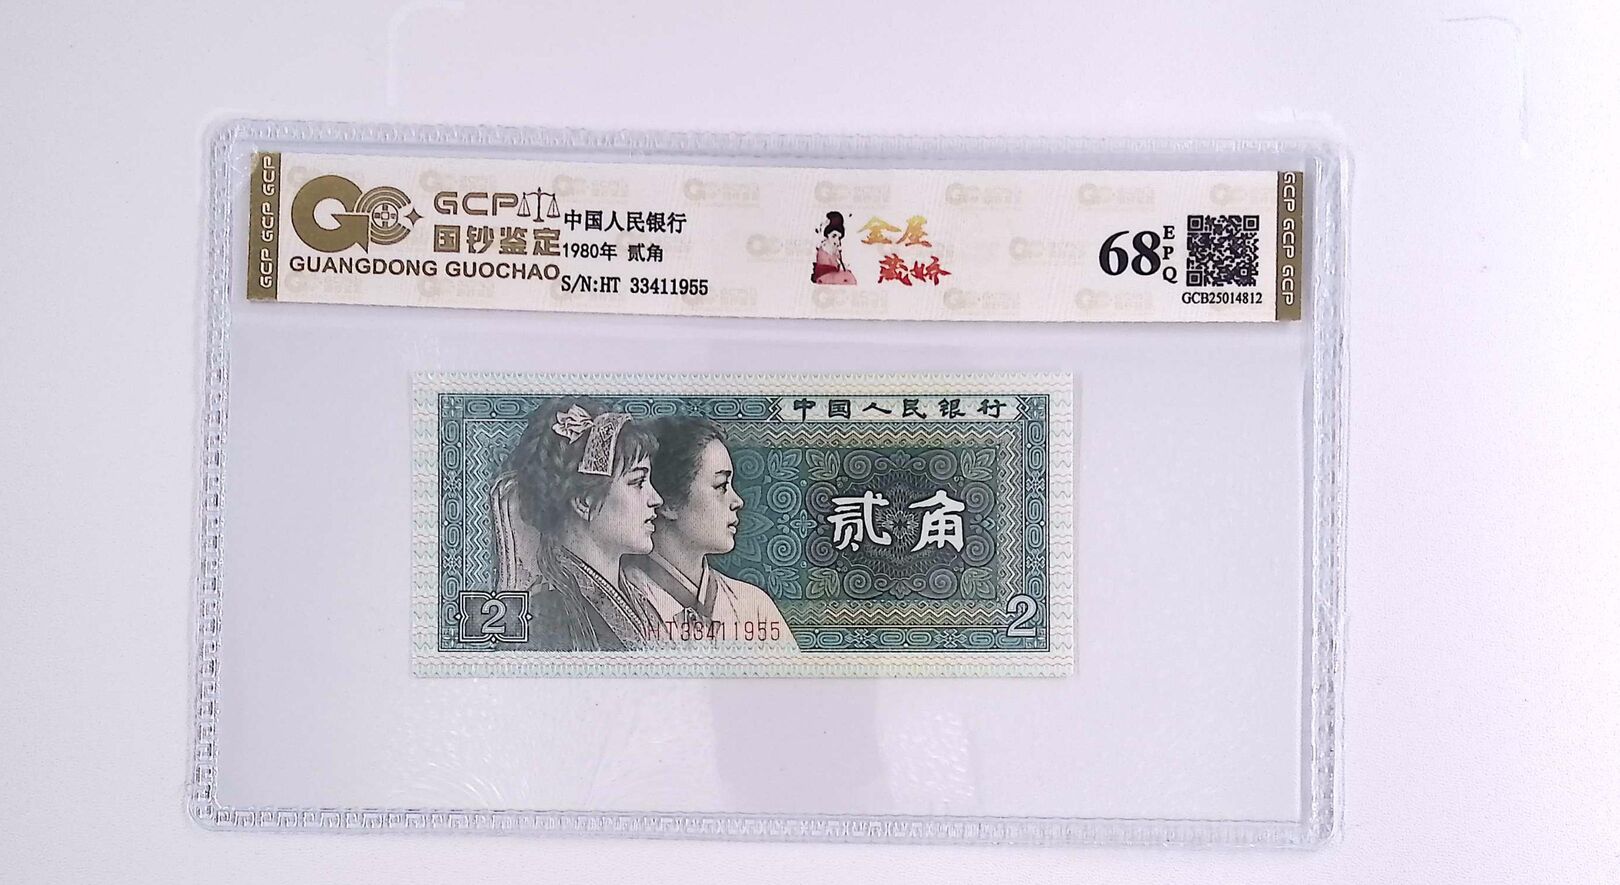 GCP GCP GCP
GCP
国钞鉴定
GUANGDONG GUOCHAO
中国人民银行
1980年 贰角
S/N:HT 33411955
金屋
藏娇
68
EPQ
GCB25014812
GCP GCP GCP
中国人民银行
贰角
2
2
HT33411955